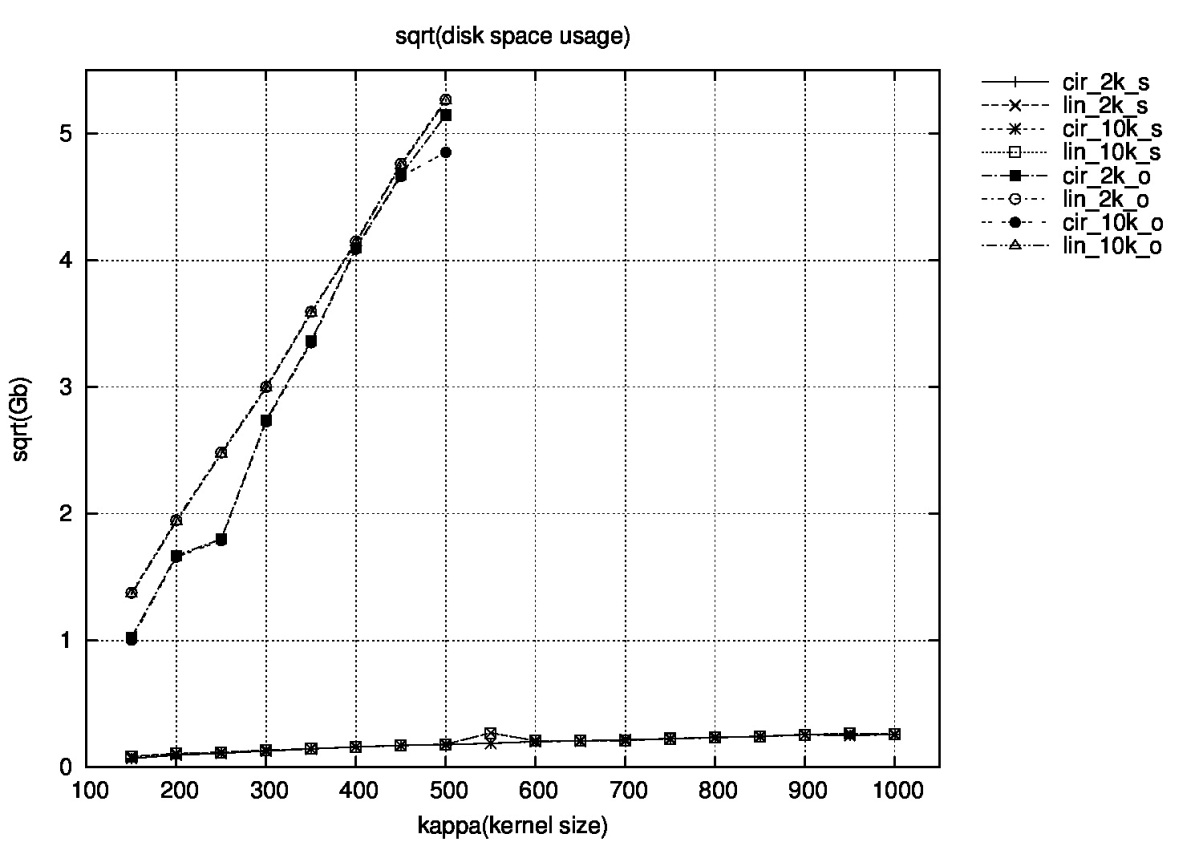 sqrt(disk space usage)
cir_2k_s
lin_2k_s
cir_10k_s
lin_10k_s
cir_2k_o
lin_2k_o
cir_10k_o
lin_10k_o
5
4
3
2
1
0
sqrt(Gb)
100 200 300 400 500 600 700 800 900 1000
kappa(kernel size)